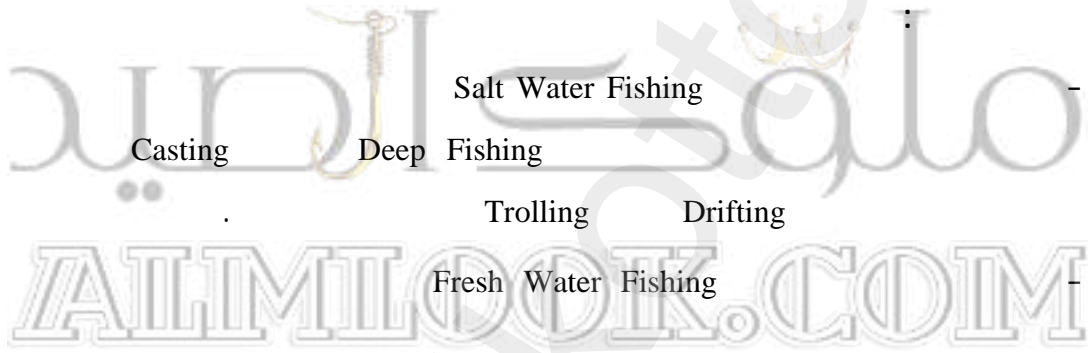 :
- Salt Water Fishing
Deep Fishing Casting
. Drifting Trolling
- Fresh Water Fishing
ملوك الصيد
ALMLOOK.COM